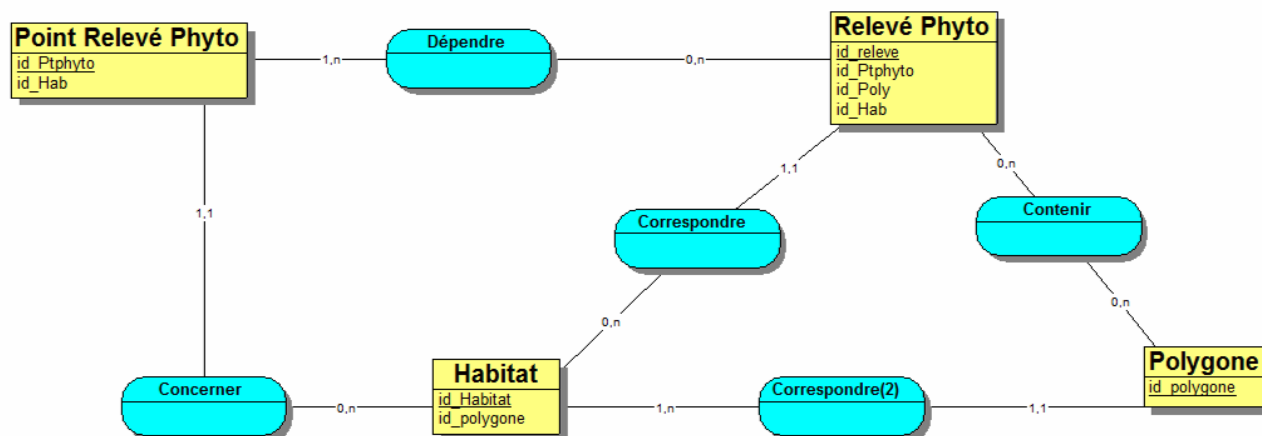 Point Relevé Phyto
id_Ptphyto
id_Hab
1,n
Dépendre
0,n
Relevé Phyto
id_releve
id_Ptphyto
id_Poly
id_Hab
1,1
1,1
0,n
Correspondre
Contenir
0,n
0,n
Concerner
0,n
Habitat
id_Habitat
id_polygone
1,n
Correspondre(2)
1,1
Polygone
id_polygone